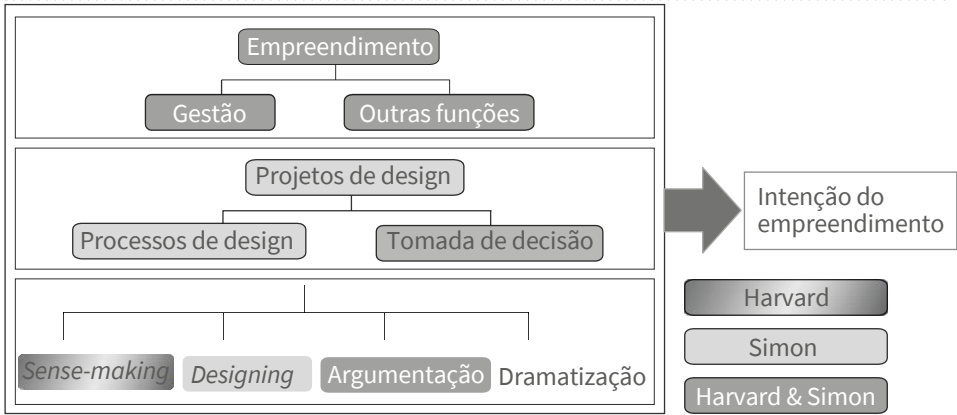 Empreendimento
Gestão
Outras funções
Projetos de design
Processos de design
Tomada de decisão
Intenção do
empreendimento
Sense-making
Designing
Argumentação
Dramatização
Harvard
Simon
Harvard & Simon